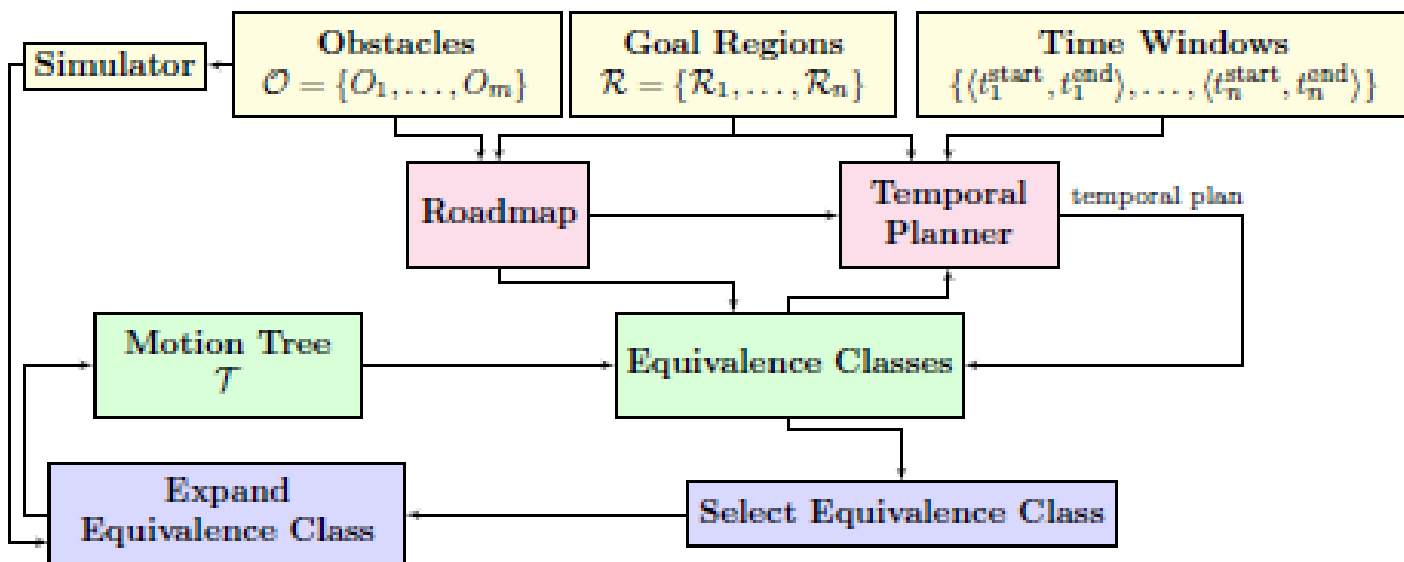 Simulator
Obstacles
𝒪 = {O₁, . . . , Oₘ}
Goal Regions
ℛ = {ℛ₁, . . . , ℛₙ}
Time Windows
{⟨t₁^start, t₁^end⟩, . . . , ⟨tₙ^start, tₙ^end⟩}
Roadmap
Temporal
Planner
temporal plan
Motion Tree
𝒯
Equivalence Classes
Expand
Equivalence Class
Select Equivalence Class